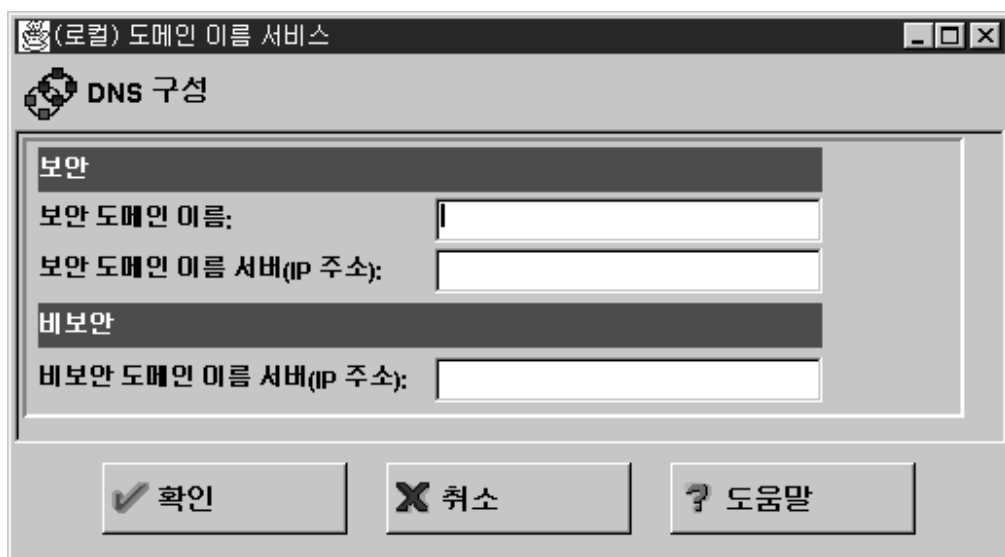 (로컬) 도메인 이름 서비스
DNS 구성
보안
보안 도메인 이름:
보안 도메인 이름 서버(IP 주소):
비보안
비보안 도메인 이름 서버(IP 주소):
확인
취소
? 도움말